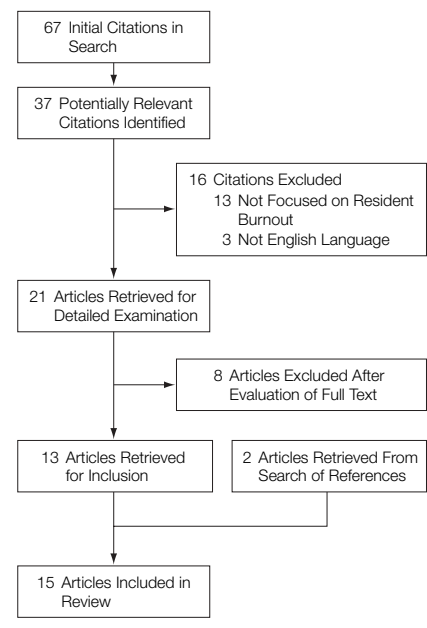 67 Initial Citations in
Search
37 Potentially Relevant
Citations Identified
16 Citations Excluded
13 Not Focused on Resident
Burnout
3 Not English Language
21 Articles Retrieved for
Detailed Examination
8 Articles Excluded After
Evaluation of Full Text
13 Articles Retrieved
for Inclusion
2 Articles Retrieved From
Search of References
15 Articles Included in
Review